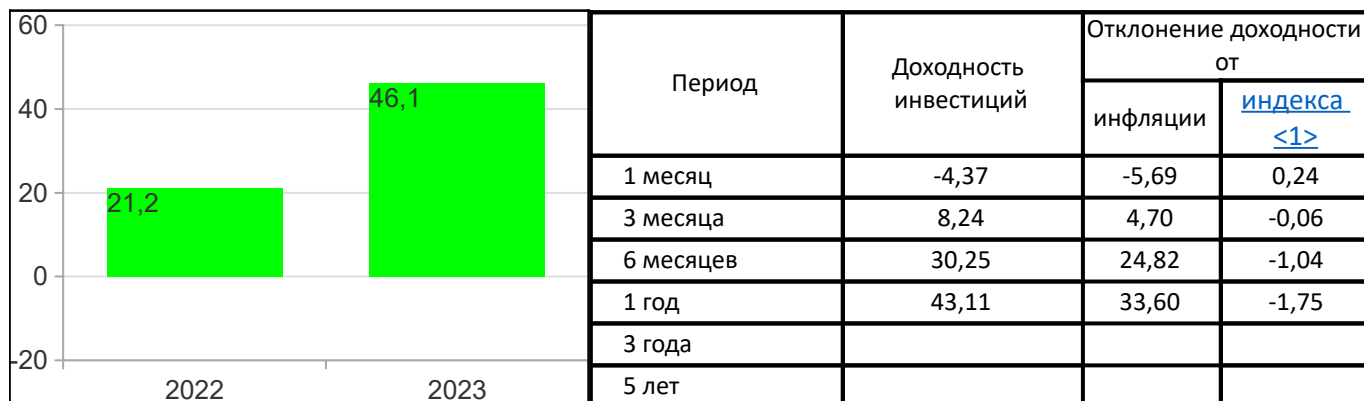 60
40
20
0
-20
21,2
46,1
2022
2023
Период
Доходность
инвестиций
Отклонение доходности
от
инфляции
индекса
<1>
1 месяц -4,37 -5,69 0,24
3 месяца 8,24 4,70 -0,06
6 месяцев 30,25 24,82 -1,04
1 год 43,11 33,60 -1,75
3 года
5 лет